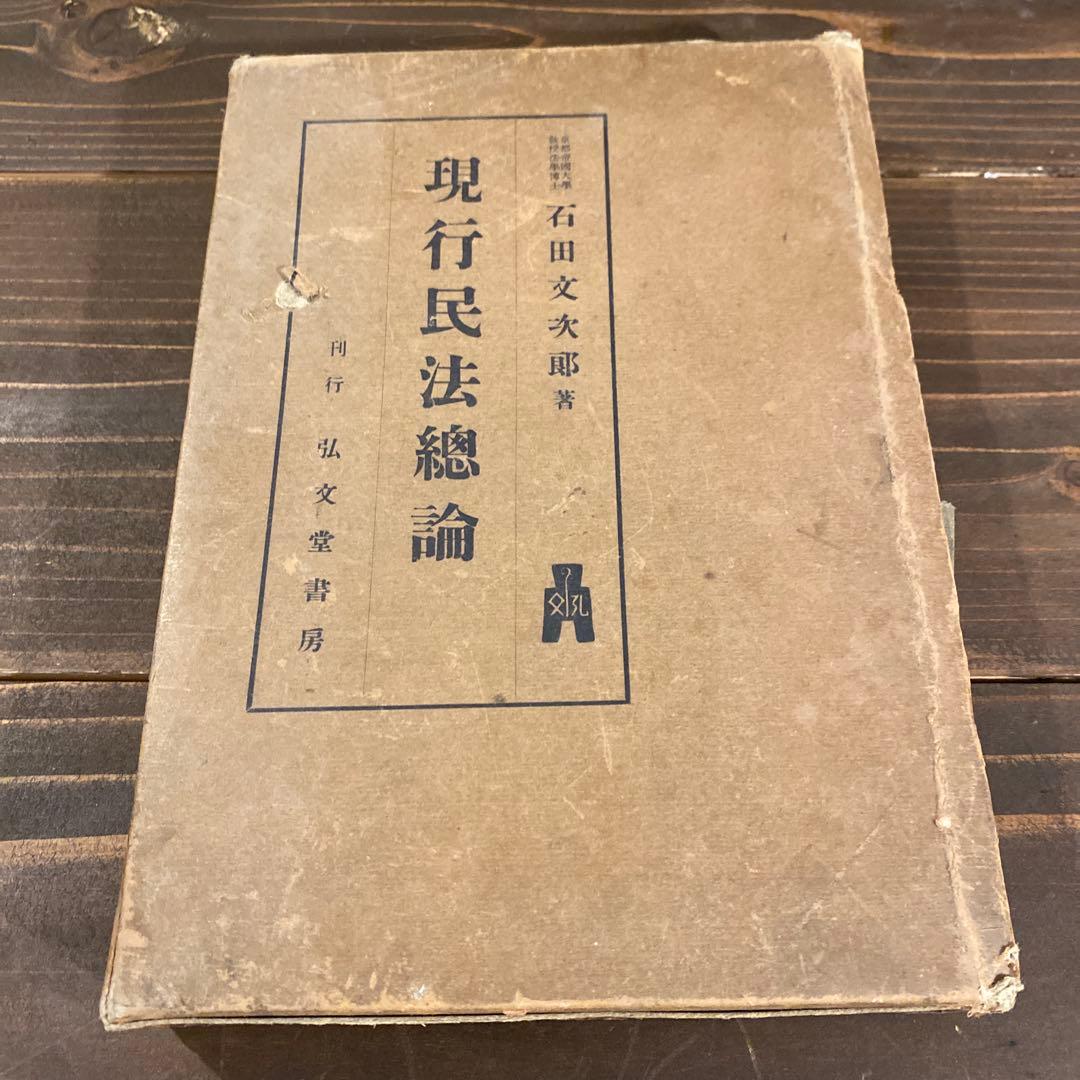 京都帝國大學
教授法學博士
石田文次郎著
現行民法總論
刊行 弘文堂書房